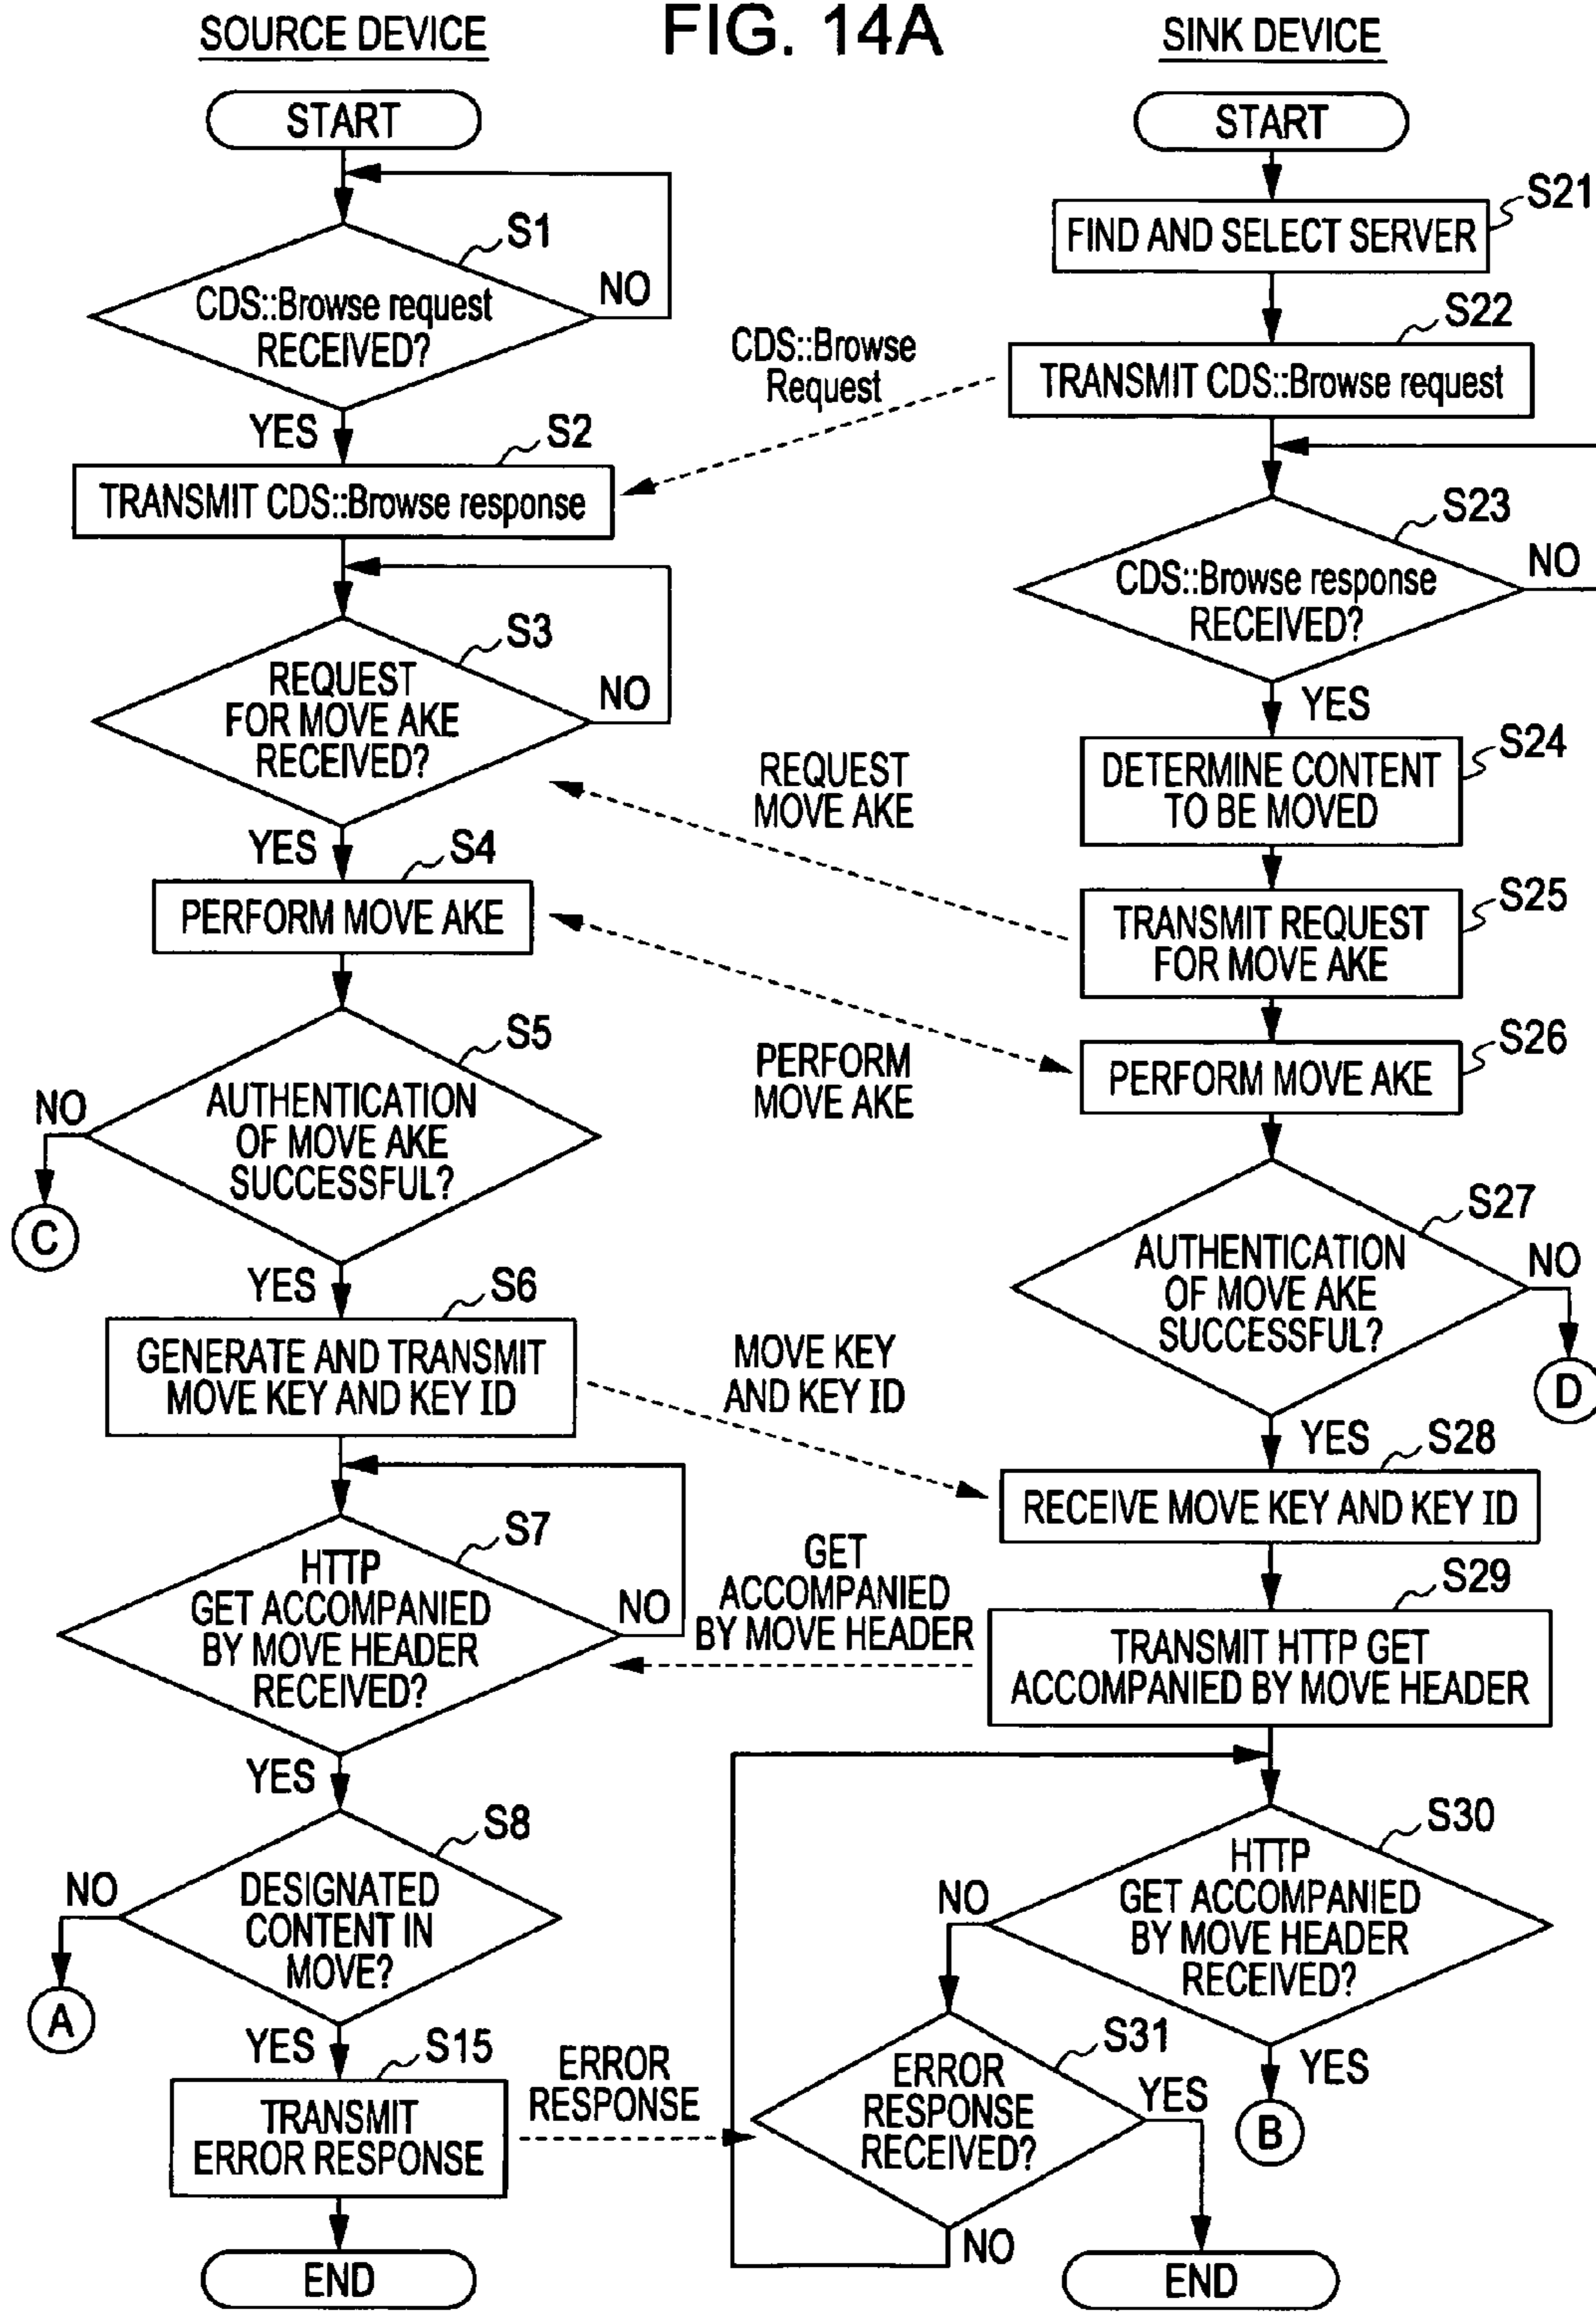 FIG. 14A
SOURCE DEVICE
START
S1
CDS::Browse request
RECEIVED?
NO
YES
S2
TRANSMIT CDS::Browse response
S3
REQUEST
FOR MOVE AKE
RECEIVED?
NO
YES
S4
PERFORM MOVE AKE
S5
AUTHENTICATION
OF MOVE AKE
SUCCESSFUL?
NO
C
YES
S6
GENERATE AND TRANSMIT
MOVE KEY AND KEY ID
S7
HTTP
GET ACCOMPANIED
BY MOVE HEADER
RECEIVED?
NO
YES
S8
DESIGNATED
CONTENT IN
MOVE?
NO
A
YES
S15
TRANSMIT
ERROR RESPONSE
END
CDS::Browse
Request
REQUEST
MOVE AKE
PERFORM
MOVE AKE
MOVE KEY
AND KEY ID
GET
ACCOMPANIED
BY MOVE HEADER
ERROR
RESPONSE
SINK DEVICE
START
S21
FIND AND SELECT SERVER
S22
TRANSMIT CDS::Browse request
S23
CDS::Browse response
RECEIVED?
NO
YES
S24
DETERMINE CONTENT
TO BE MOVED
S25
TRANSMIT REQUEST
FOR MOVE AKE
S26
PERFORM MOVE AKE
S27
AUTHENTICATION
OF MOVE AKE
SUCCESSFUL?
NO
D
YES
S28
RECEIVE MOVE KEY AND KEY ID
S29
TRANSMIT HTTP GET
ACCOMPANIED BY MOVE HEADER
S30
HTTP
GET ACCOMPANIED
BY MOVE HEADER
RECEIVED?
NO
YES
B
S31
ERROR
RESPONSE
RECEIVED?
YES
NO
END